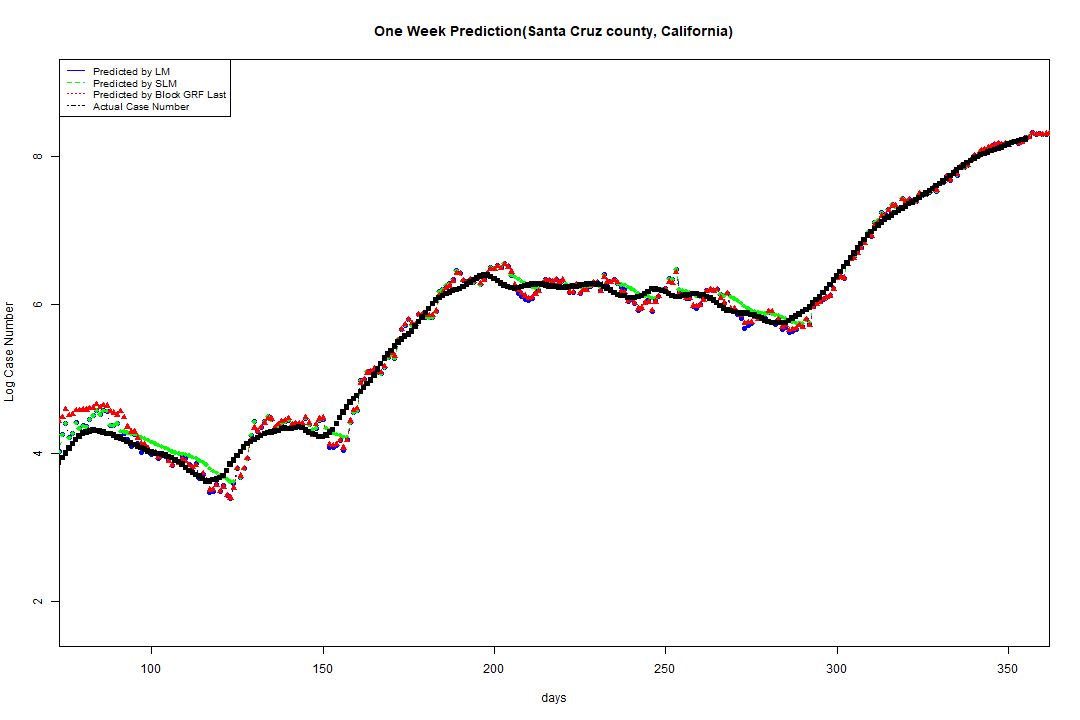 One Week Prediction(Santa Cruz county, California)
Predicted by LM
Predicted by SLM
Predicted by Block GRF Last
Actual Case Number
8
6
4
2
Log Case Number
100 150 200 250 300 350
days